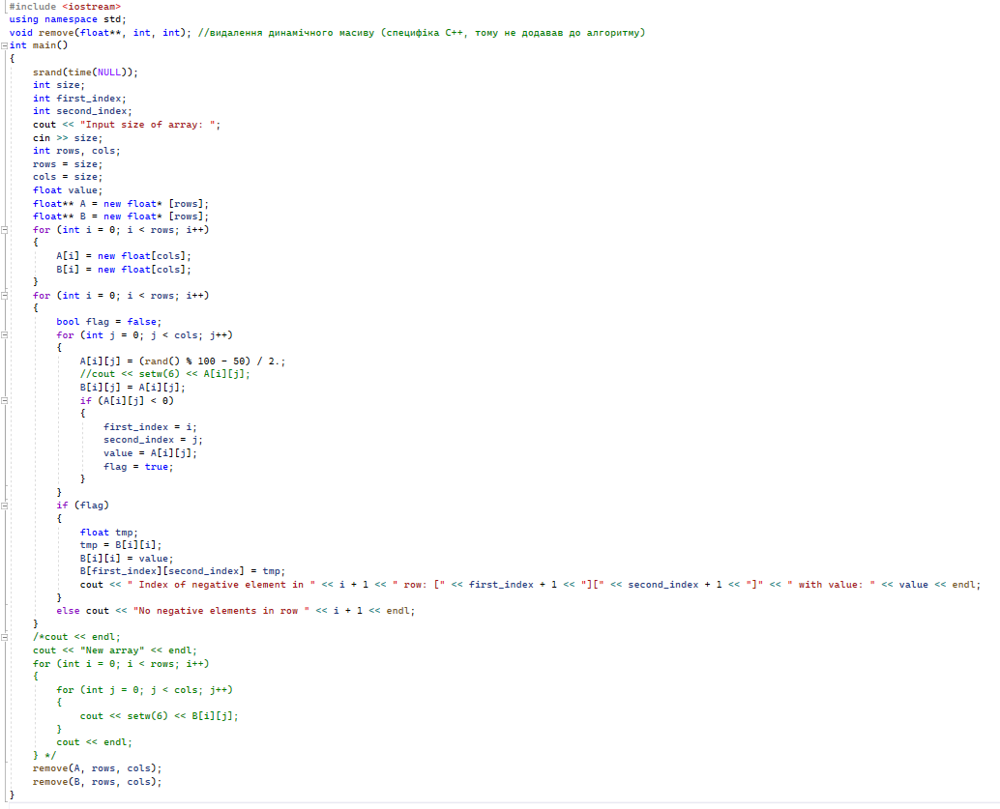 #include <iostream>
using namespace std;
void remove(float**, int, int); //видалення динамічного масиву (специфіка C++, тому не додавав до алгоритму)
int main()
{
    srand(time(NULL));
    int size;
    int first_index;
    int second_index;
    cout << "Input size of array: ";
    cin >> size;
    int rows, cols;
    rows = size;
    cols = size;
    float value;
    float** A = new float* [rows];
    float** B = new float* [rows];
    for (int i = 0; i < rows; i++)
    {
        A[i] = new float[cols];
        B[i] = new float[cols];
    }
    for (int i = 0; i < rows; i++)
    {
        bool flag = false;
        for (int j = 0; j < cols; j++)
        {
            A[i][j] = (rand() % 100 - 50) / 2.;
            //cout << setw(6) << A[i][j];
            B[i][j] = A[i][j];
            if (A[i][j] < 0)
            {
                first_index = i;
                second_index = j;
                value = A[i][j];
                flag = true;
            }
        }
        if (flag)
        {
            float tmp;
            tmp = B[i][i];
            B[i][i] = value;
            B[first_index][second_index] = tmp;
            cout << " Index of negative element in " << i + 1 << " row: [" << first_index + 1 << "][" << second_index + 1 << "]" << " with value: " << value << endl;
        }
        else cout << "No negative elements in row " << i + 1 << endl;
    }
    /*cout << endl;
    cout << "New array" << endl;
    for (int i = 0; i < rows; i++)
    {
        for (int j = 0; j < cols; j++)
        {
            cout << setw(6) << B[i][j];
        }
        cout << endl;
    } */
    remove(A, rows, cols);
    remove(B, rows, cols);
}